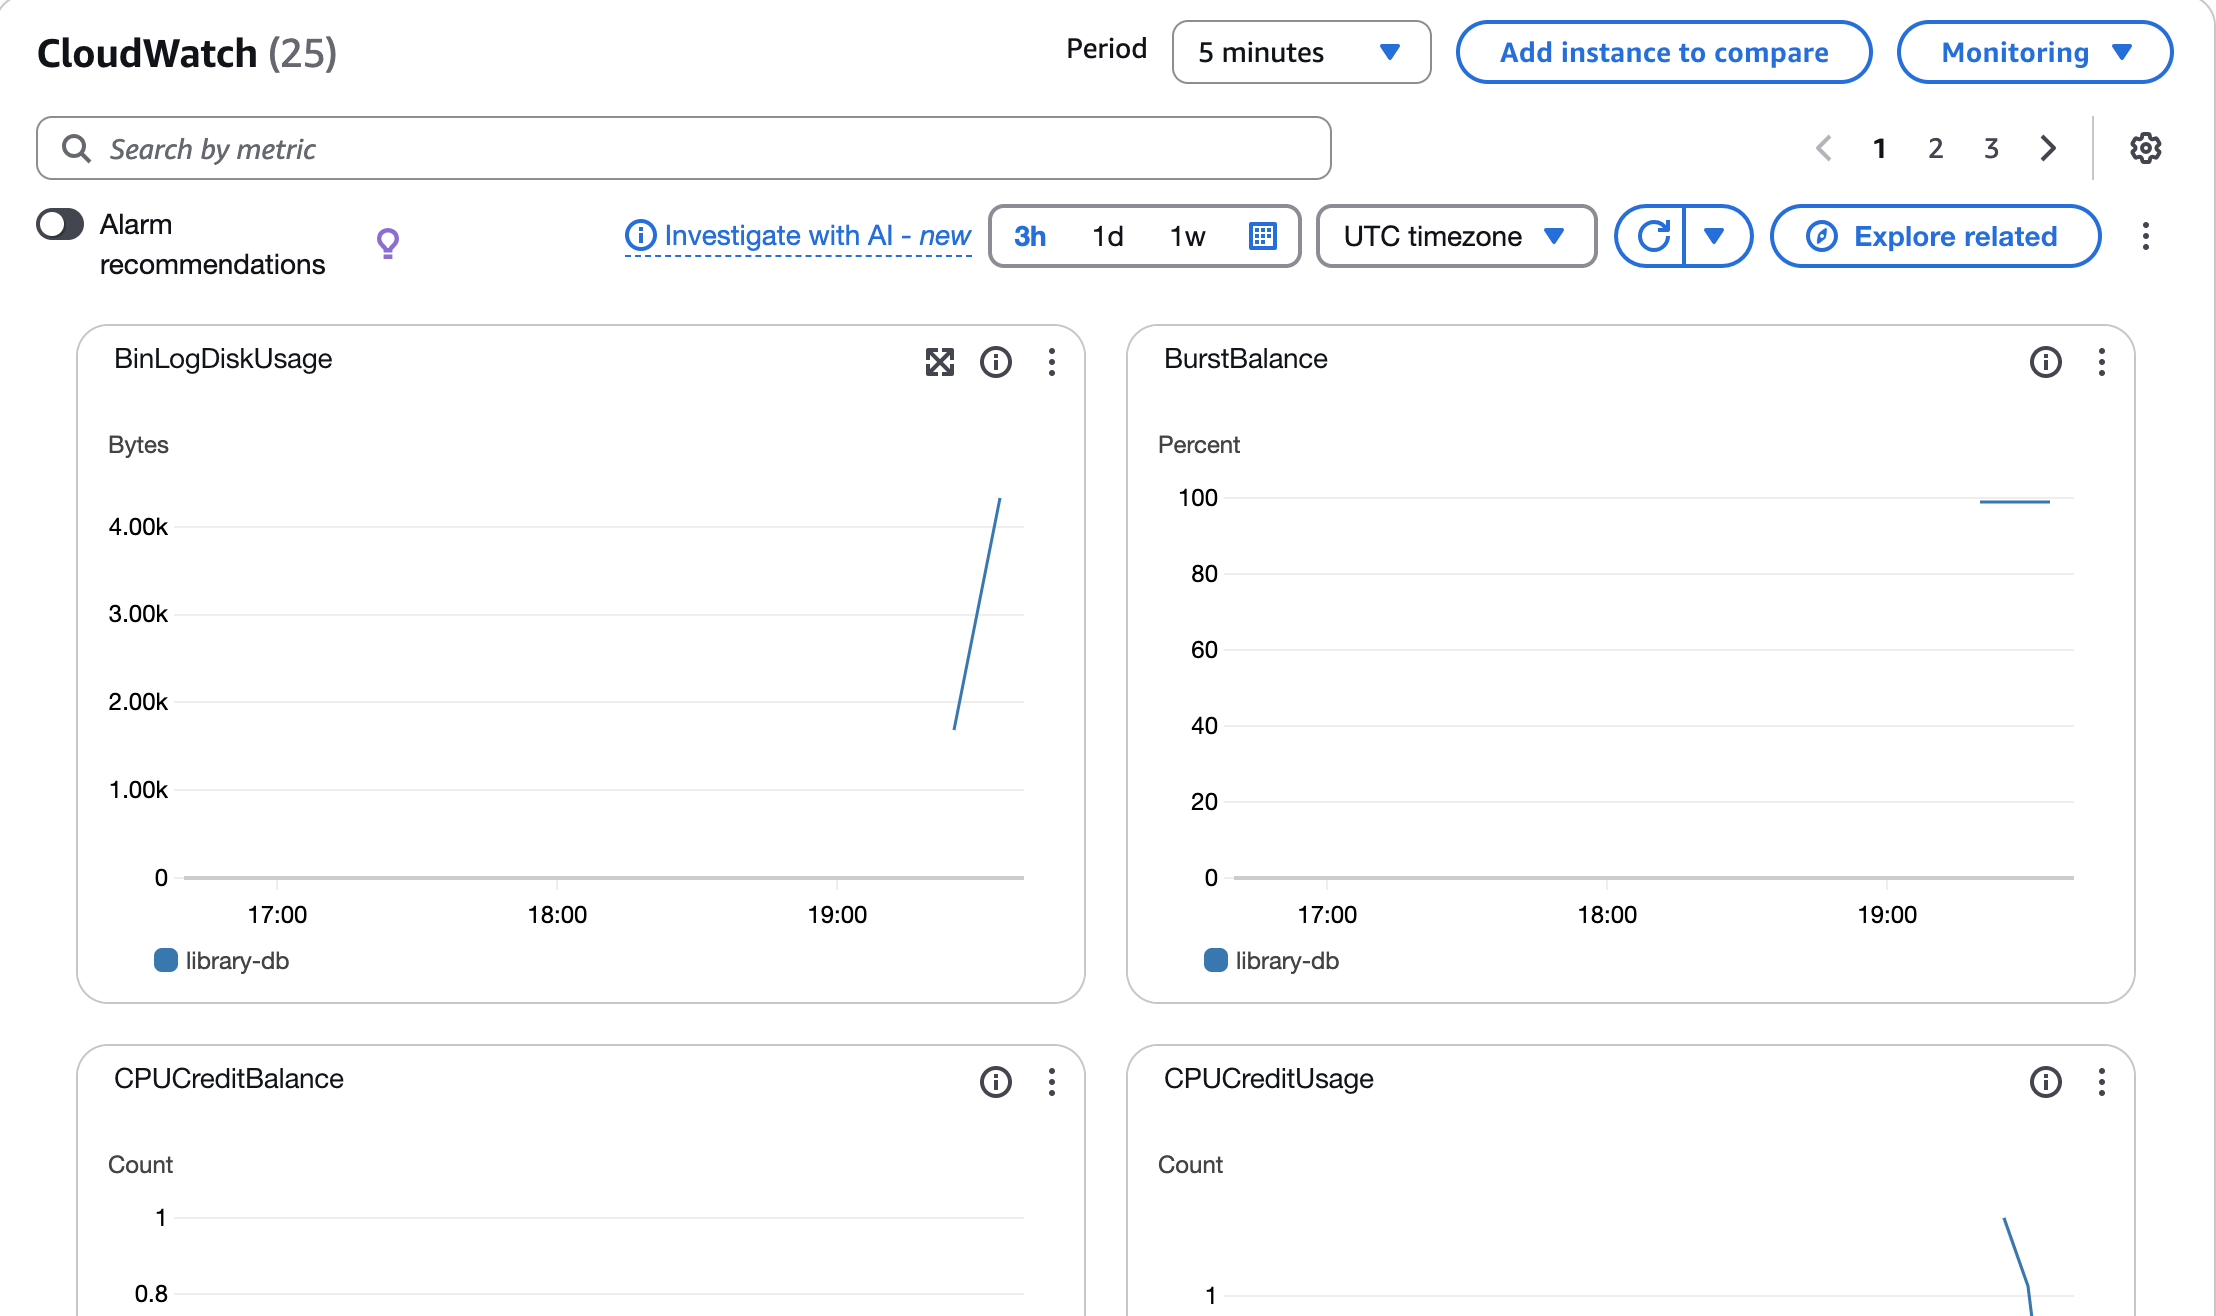 CloudWatch (25)
Period
5 minutes
Add instance to compare
Monitoring
Search by metric
1 2 3
Alarm
recommendations
Investigate with AI - new
3h 1d 1w
UTC timezone
Explore related
BinLogDiskUsage
Bytes
4.00k
3.00k
2.00k
1.00k
0
17:00 18:00 19:00
library-db
BurstBalance
Percent
100
80
60
40
20
0
17:00 18:00 19:00
library-db
CPUCreditBalance
Count
1
0.8
CPUCreditUsage
Count
1